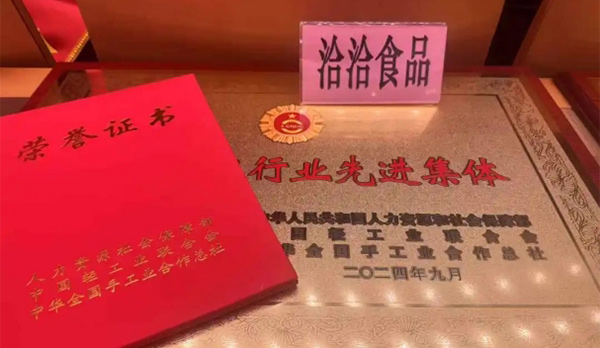 洽洽食品
荣誉证书
人力资源社会保障部
中国轻工业联合会
中华全国手工业合作总社
行业先进集体
华人民共和国人力资源和社会保障部
国轻工业联合会
华全国手工业合作总社
二〇二四年九月